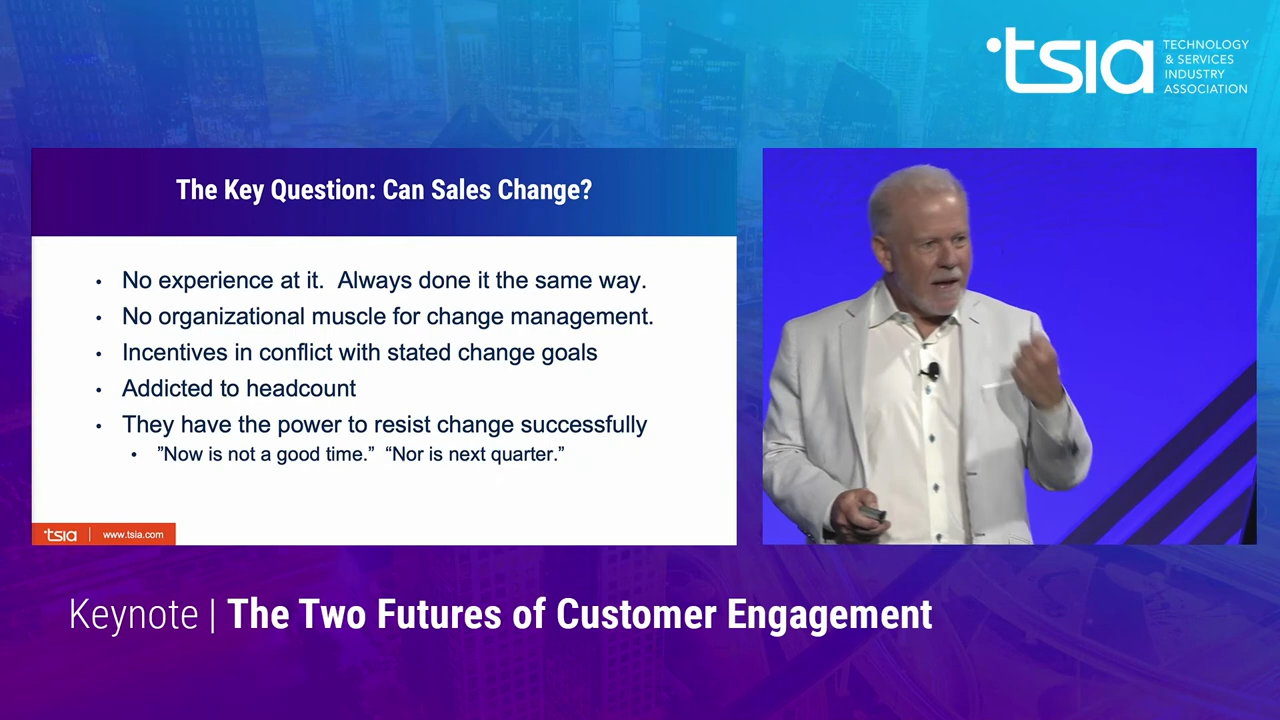 tsia
TECHNOLOGY
& SERVICES
INDUSTRY
ASSOCIATION
The Key Question: Can Sales Change?
• No experience at it.  Always done it the same way.
• No organizational muscle for change management.
• Incentives in conflict with stated change goals
• Addicted to headcount
• They have the power to resist change successfully
• ”Now is not a good time.”  “Nor is next quarter.”
tsia | www.tsia.com
Keynote | The Two Futures of Customer Engagement